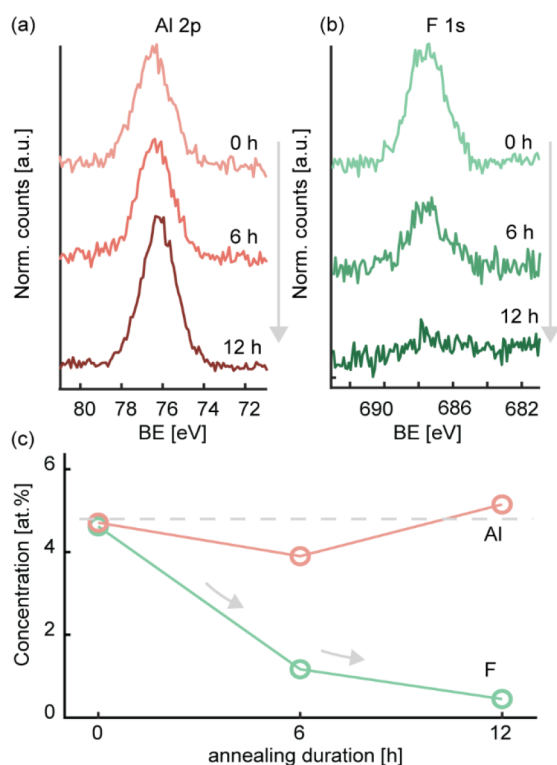 (a) Al 2p
Norm. counts [a.u.]
0 h
6 h
12 h
80 78 76 74 72
BE [eV]
(b) F 1s
Norm. counts [a.u.]
0 h
6 h
12 h
690 686 682
BE [eV]
(c)
Concentration [at.%]
6
4
2
0
Al
F
0 6 12
annealing duration [h]